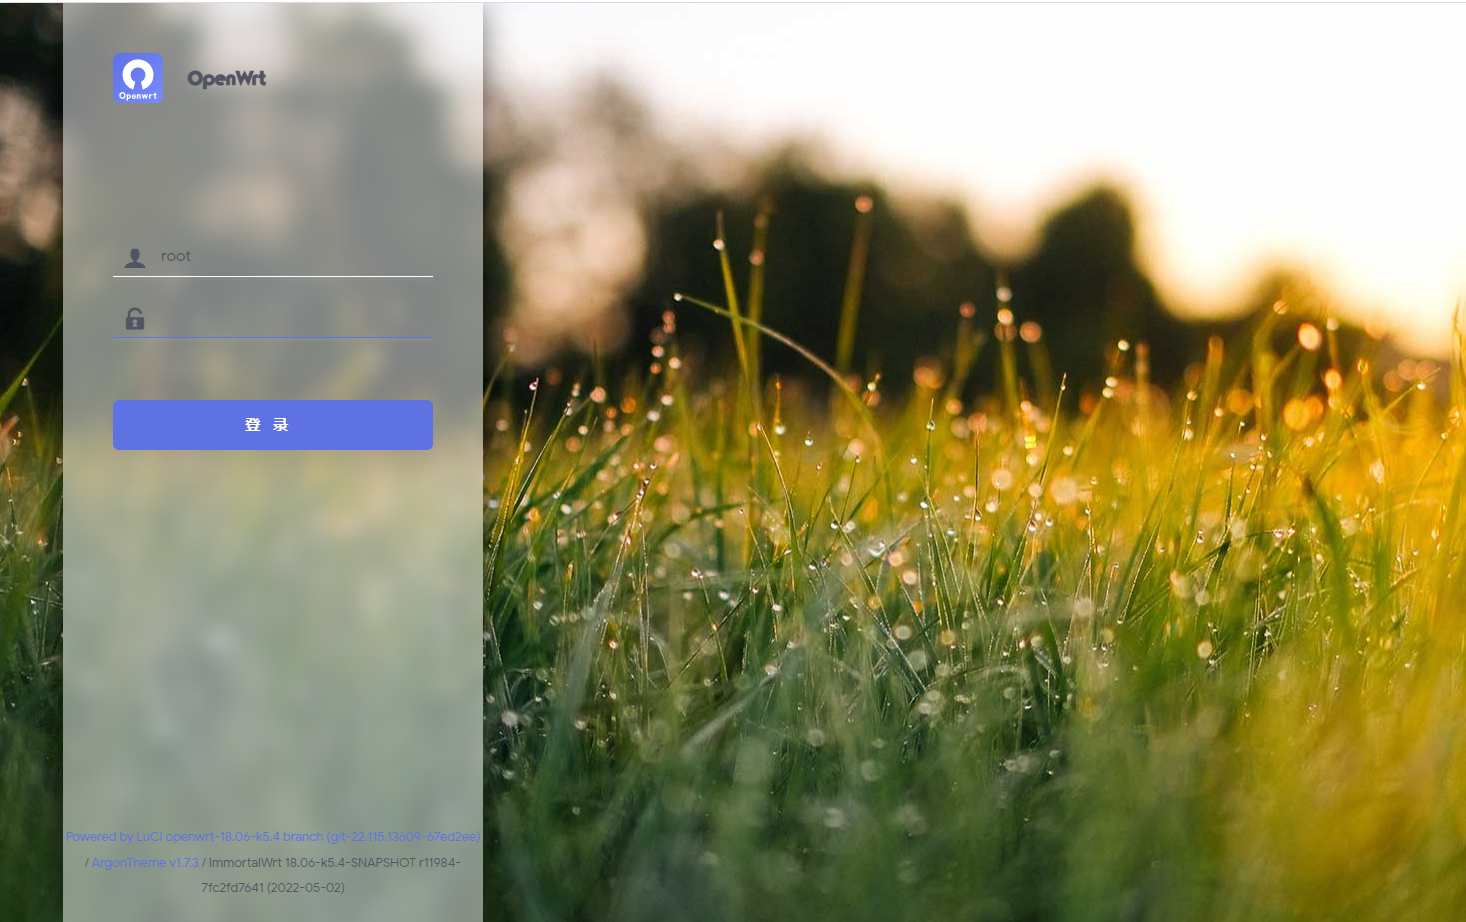 Openwrt
OpenWrt
root
登 录
Powered by LuCI openwrt-18.06-k5.4 branch (git-22.115.13609-67ed2ee)
/ ArgonTheme v1.7.3 / ImmortalWrt 18.06-k5.4-SNAPSHOT r11984-
7fc2fd7641 (2022-05-02)